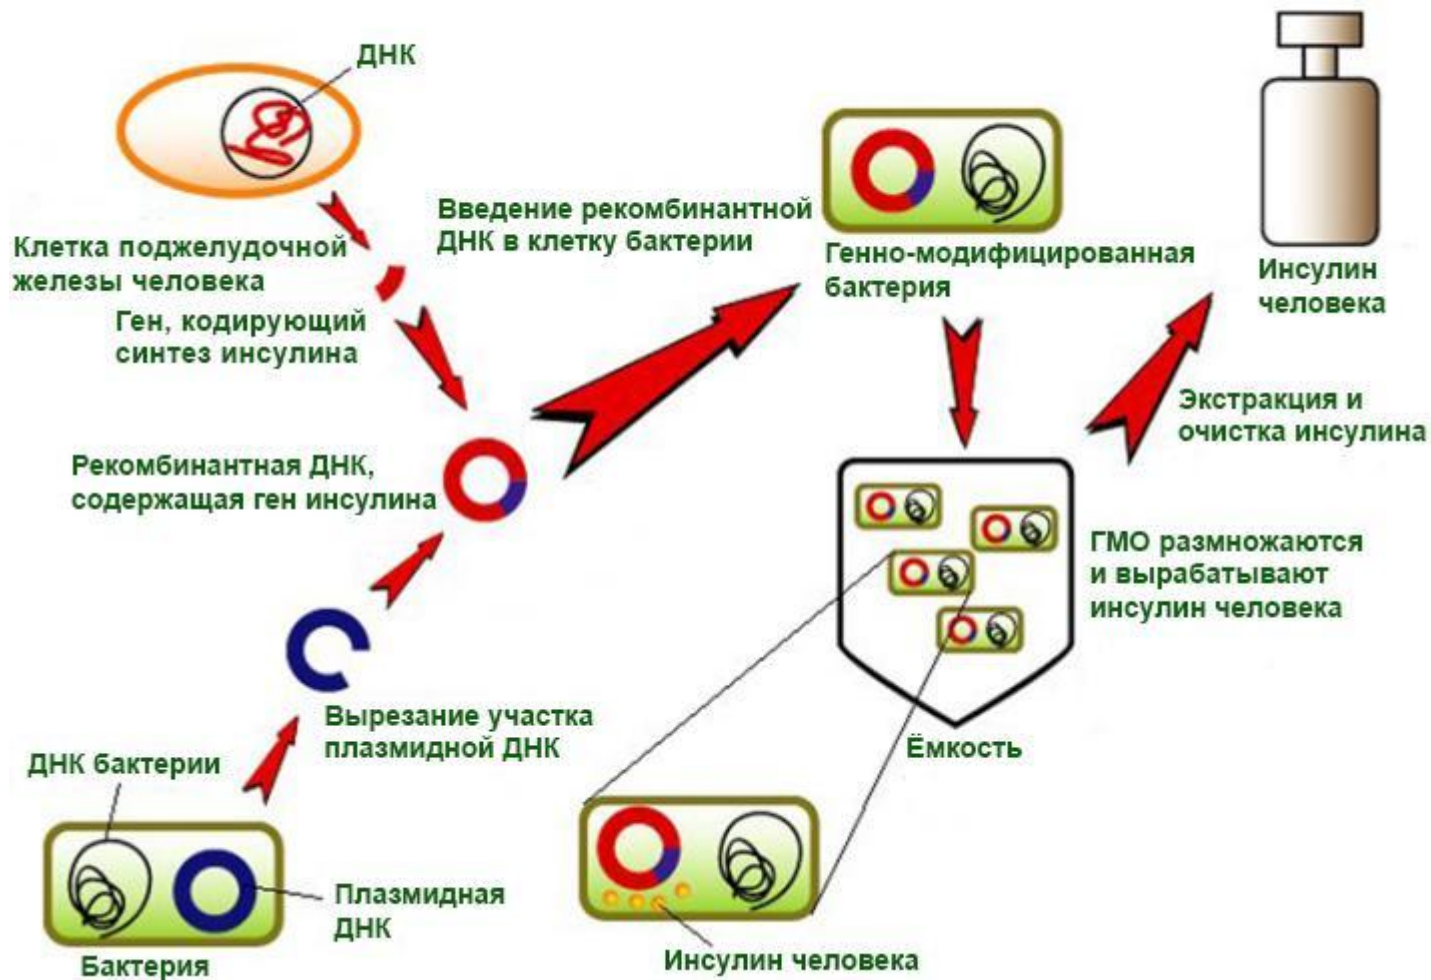 ДНК
Клетка поджелудочной
железы человека
Ген, кодирующий
синтез инсулина
Введение рекомбинантной
ДНК в клетку бактерии
Генно-модифицированная
бактерия
Инсулин
человека
Экстракция и
очистка инсулина
Рекомбинантная ДНК,
содержащая ген инсулина
ГМО размножаются
и вырабатывают
инсулин человека
Ёмкость
Вырезание участка
плазмидной ДНК
ДНК бактерии
Плазмидная
ДНК
Бактерия
Инсулин человека